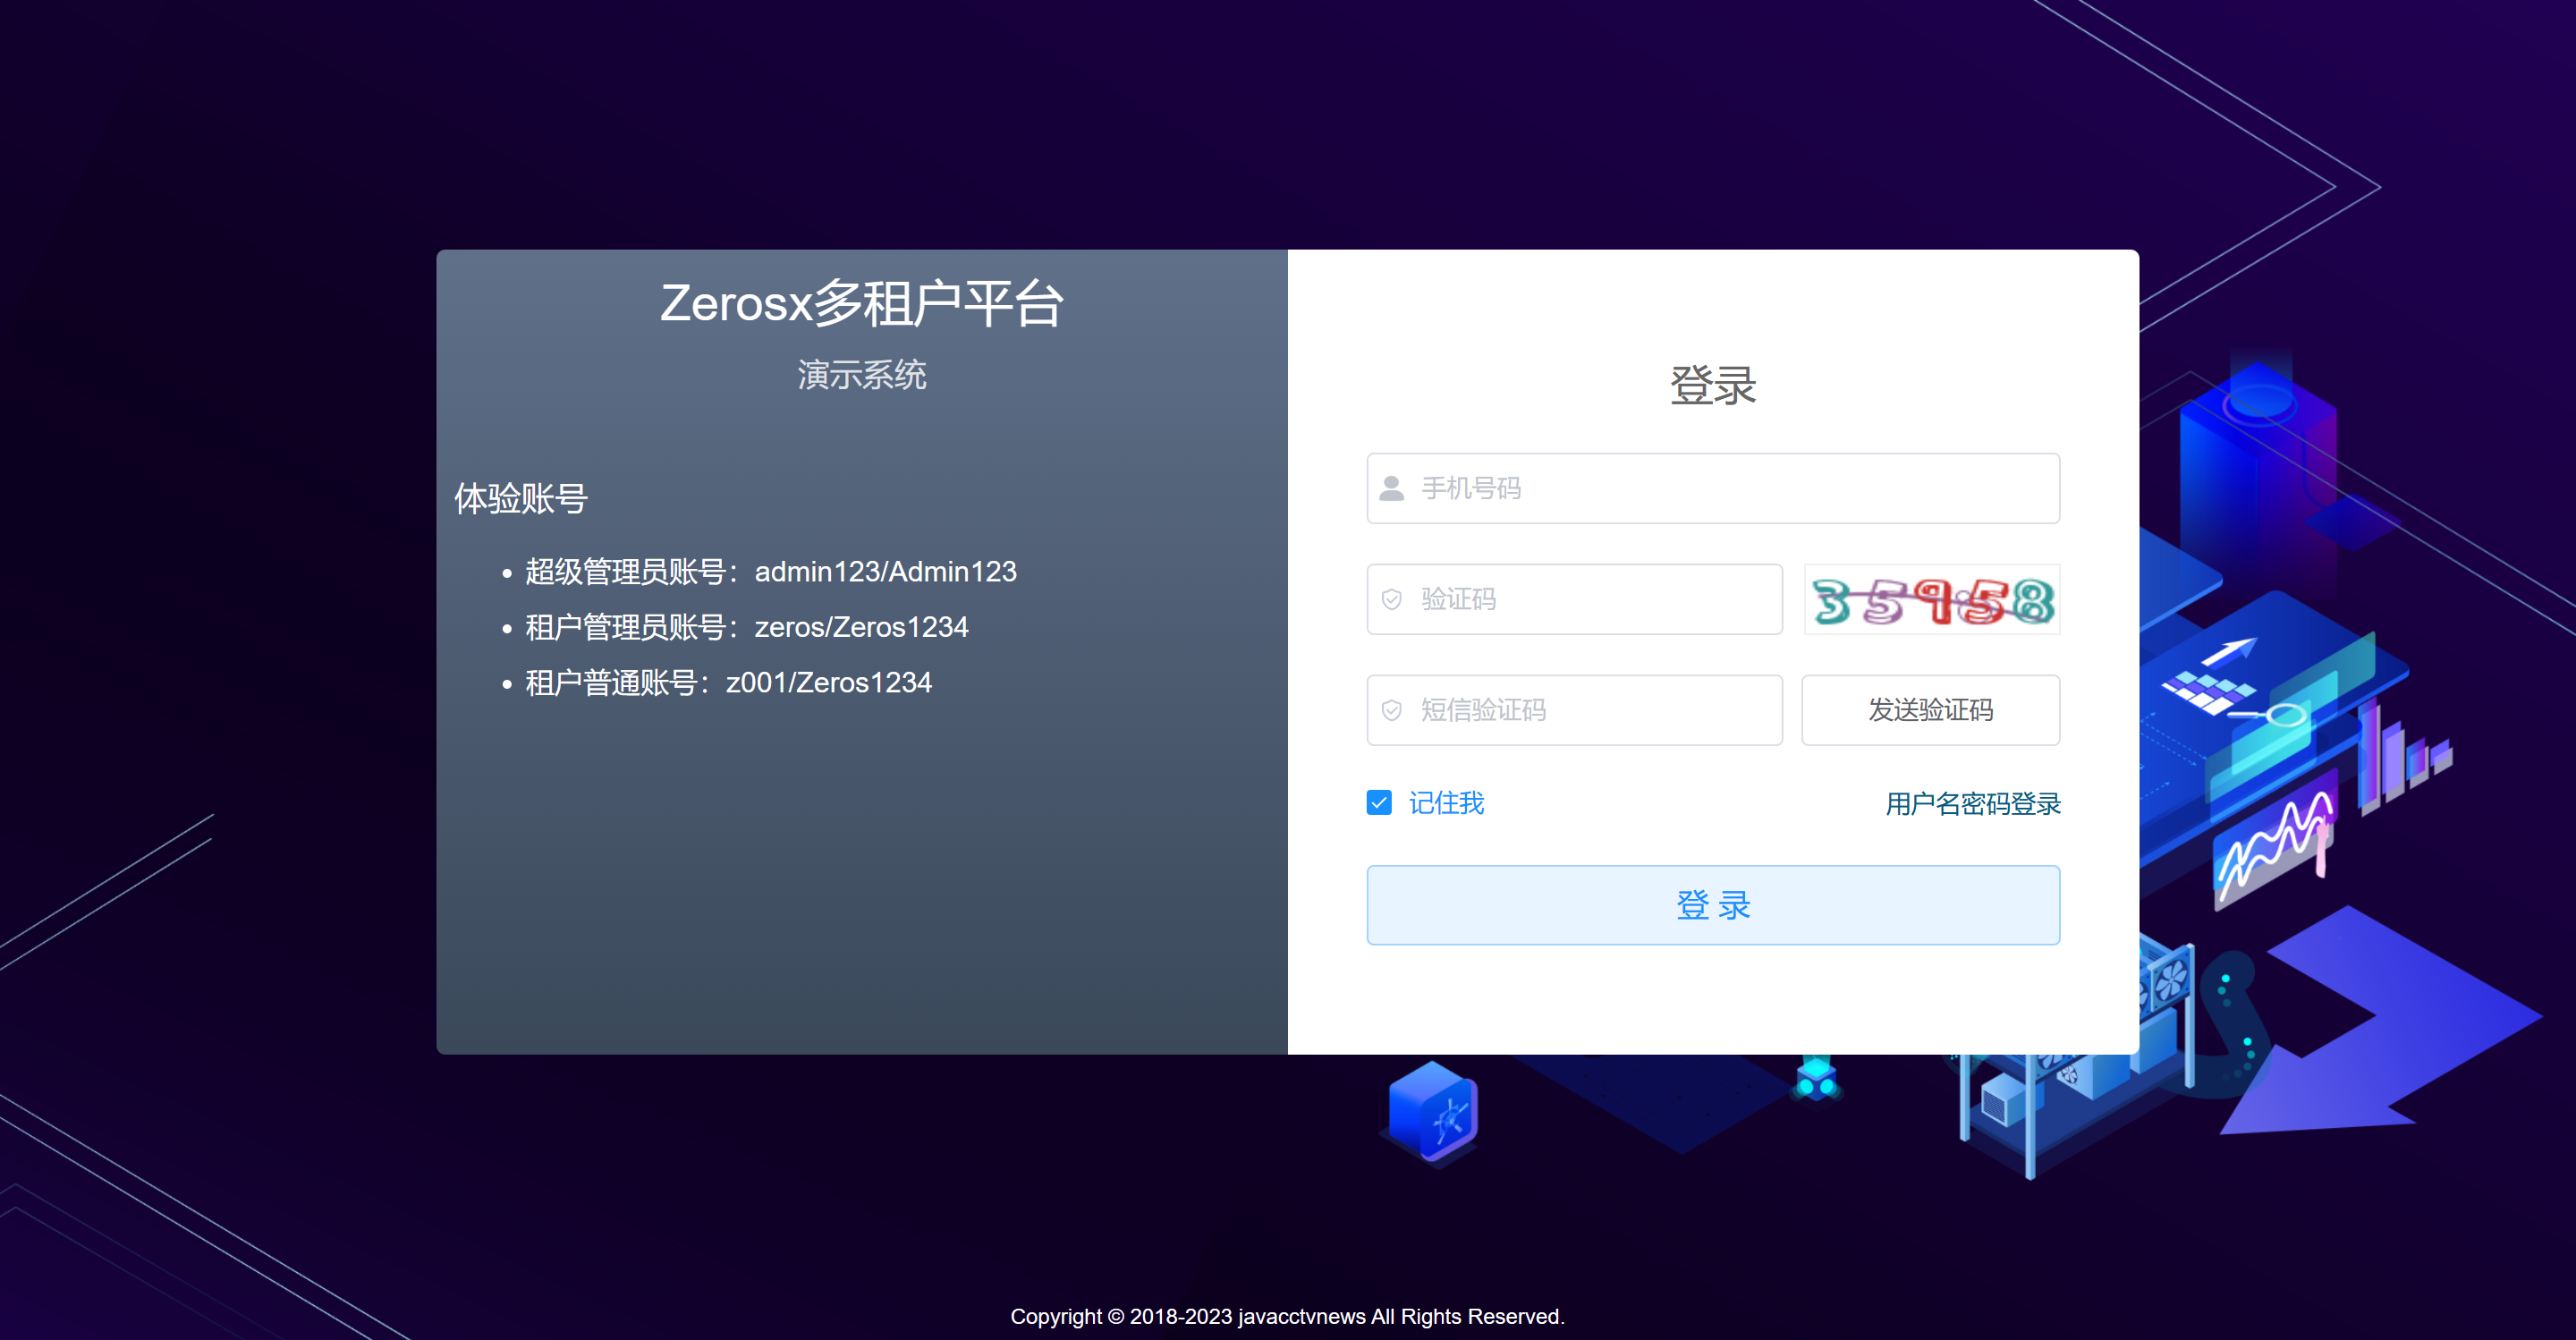 Zerosx多租户平台
演示系统
体验账号
超级管理员账号：admin123/Admin123
租户管理员账号：zeros/Zeros1234
租户普通账号：z001/Zeros1234
登录
手机号码
验证码
35958
短信验证码
发送验证码
记住我
用户名密码登录
登 录
Copyright © 2018-2023 javacctvnews All Rights Reserved.